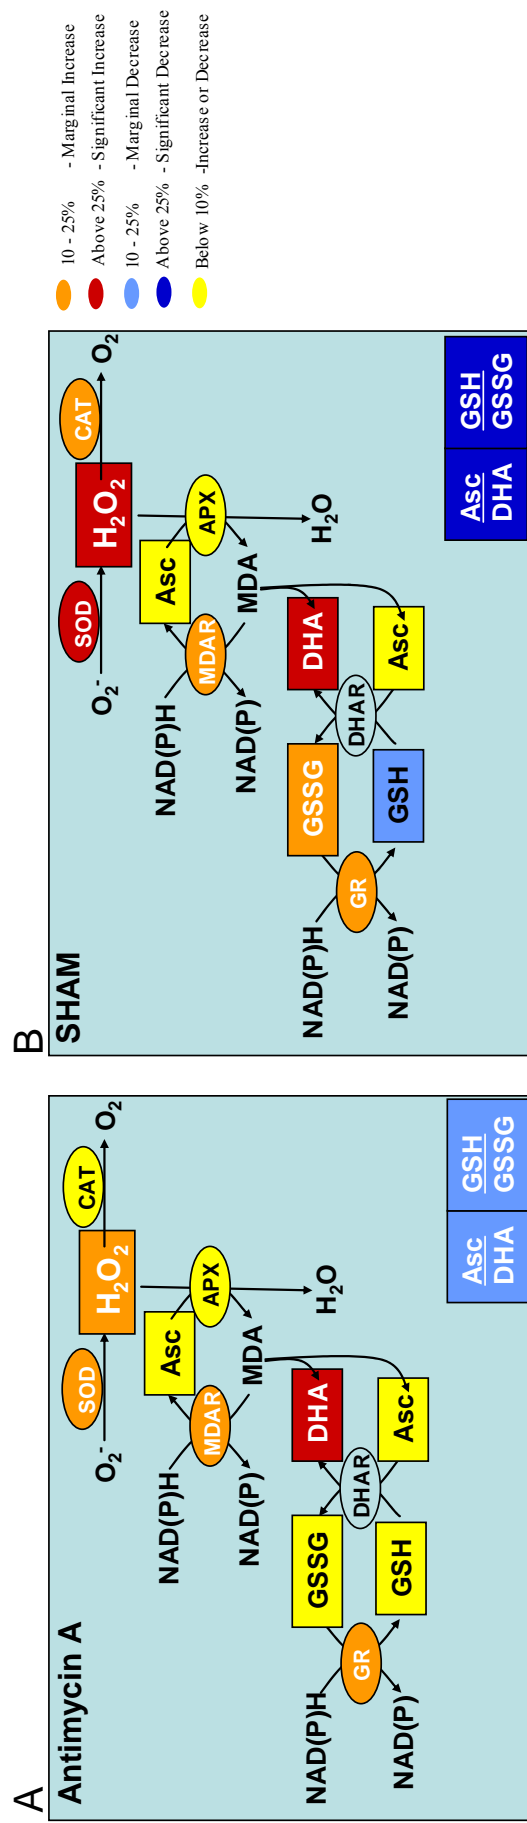 A
Antimycin A
O2-
SOD
H2O2
CAT
O2
NAD(P)H
MDAR
Asc
APX
NAD(P)
MDA
H2O
NAD(P)H
GSSG
DHA
GR
DHAR
NAD(P)
GSH
Asc
Asc
DHA
GSH
GSSG
B
SHAM
O2-
SOD
H2O2
CAT
O2
NAD(P)H
MDAR
Asc
APX
NAD(P)
MDA
H2O
NAD(P)H
GSSG
DHA
GR
DHAR
NAD(P)
GSH
Asc
Asc
DHA
GSH
GSSG
10 - 25% - Marginal Increase
Above 25% - Significant Increase
10 - 25% - Marginal Decrease
Above 25% - Significant Decrease
Below 10% -Increase or Decrease